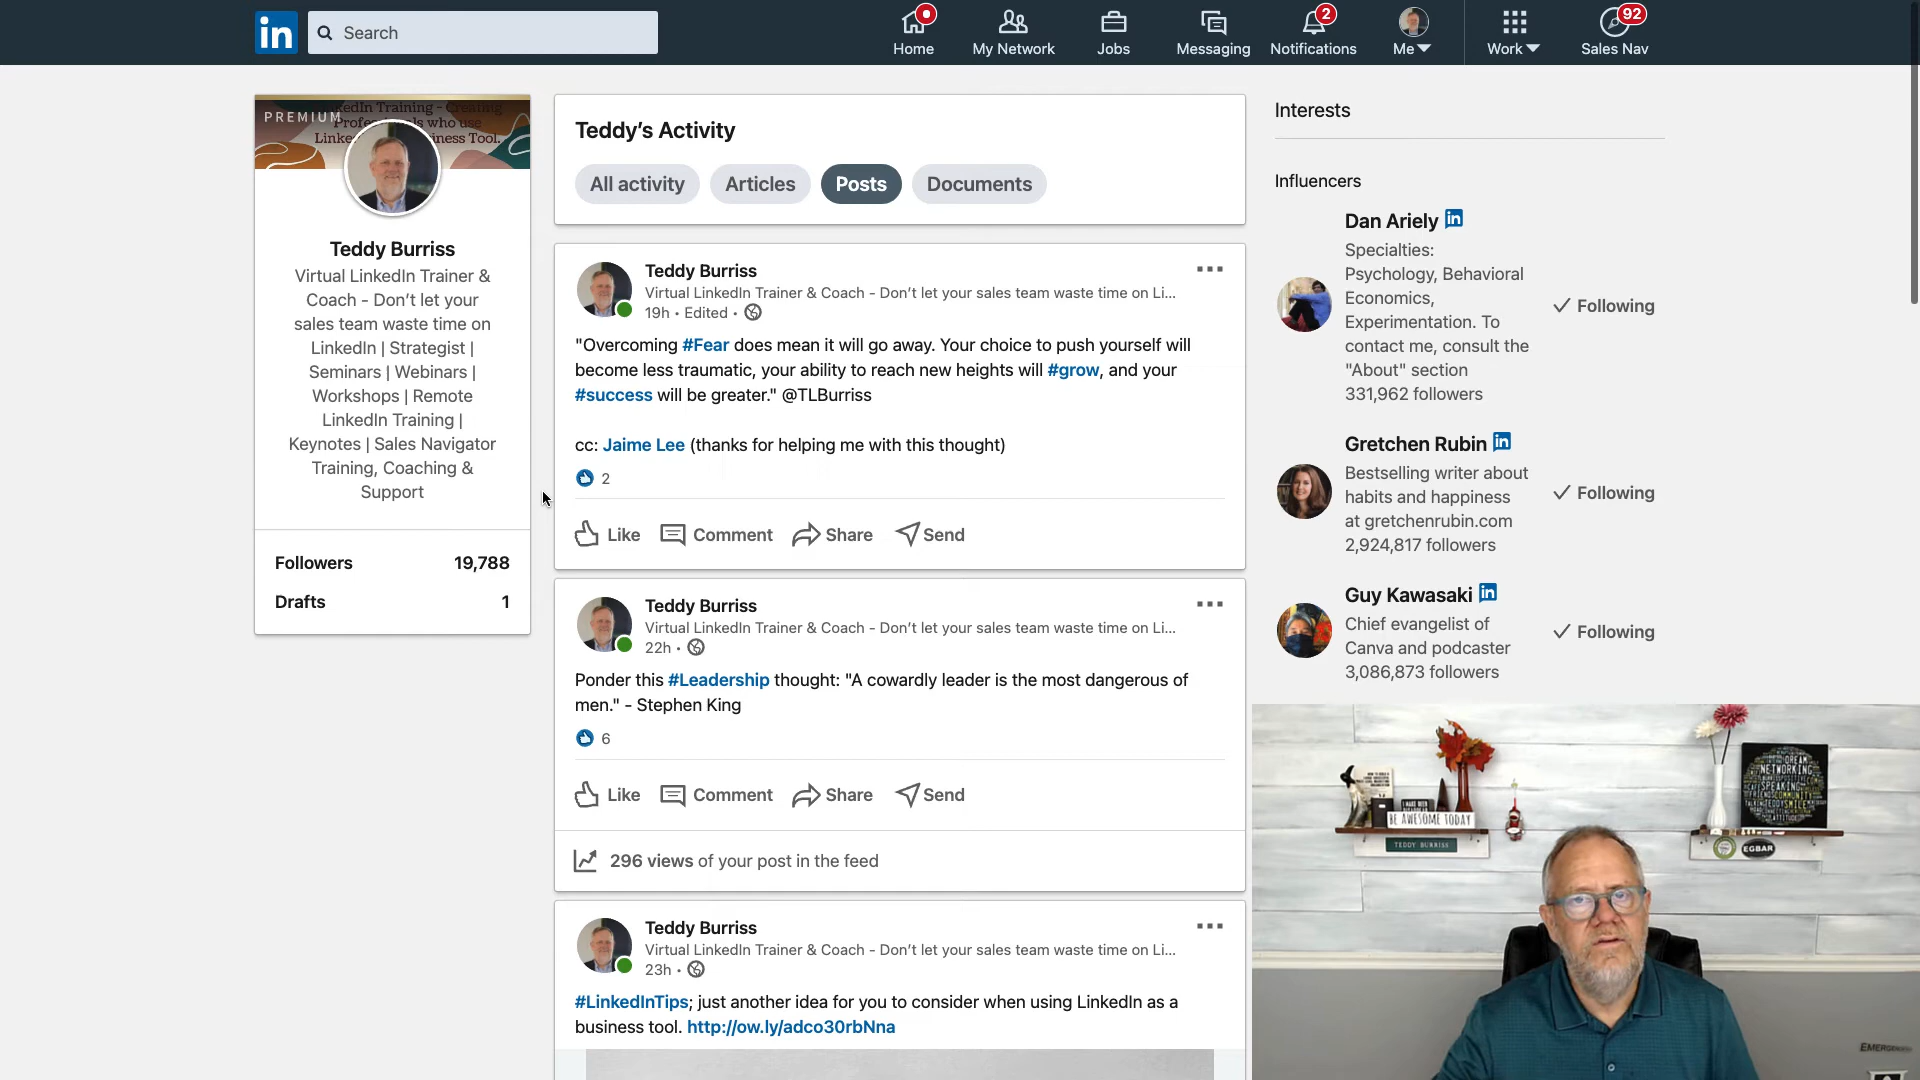 in
Search
Home
My Network
Jobs
Messaging
2
Notifications
Me
Work
92
Sales Nav
PREMIUM
Teddy Burriss
Virtual LinkedIn Trainer &
Coach - Don't let your
sales team waste time on
LinkedIn | Strategist |
Seminars | Webinars |
Workshops | Remote
LinkedIn Training |
Keynotes | Sales Navigator
Training, Coaching &
Support
Followers 19,788
Drafts 1
Teddy's Activity
All activity
Articles
Posts
Documents
Teddy Burriss
Virtual LinkedIn Trainer & Coach - Don't let your sales team waste time on Li...
19h • Edited •
"Overcoming #Fear does mean it will go away. Your choice to push yourself will
become less traumatic, your ability to reach new heights will #grow, and your
#success will be greater." @TLBurriss
cc: Jaime Lee (thanks for helping me with this thought)
2
Like
Comment
Share
Send
Teddy Burriss
Virtual LinkedIn Trainer & Coach - Don't let your sales team waste time on Li...
22h •
Ponder this #Leadership thought: "A cowardly leader is the most dangerous of
men." - Stephen King
6
Like
Comment
Share
Send
296 views of your post in the feed
Teddy Burriss
Virtual LinkedIn Trainer & Coach - Don't let your sales team waste time on Li...
23h •
#LinkedInTips; just another idea for you to consider when using LinkedIn as a
business tool. http://ow.ly/adco30rbNna
Interests
Influencers
Dan Ariely in
Specialties:
Psychology, Behavioral
Economics,
Experimentation. To
contact me, consult the
"About" section
331,962 followers
Following
Gretchen Rubin in
Bestselling writer about
habits and happiness
at gretchenrubin.com
2,924,817 followers
Following
Guy Kawasaki in
Chief evangelist of
Canva and podcaster
3,086,873 followers
Following
BE AWESOME TODAY
TEDDY BURRISS
DREAM
NETWORKING
SPEAKING
COMMUNITY
SMILE
ATTITUDE
EGBAR